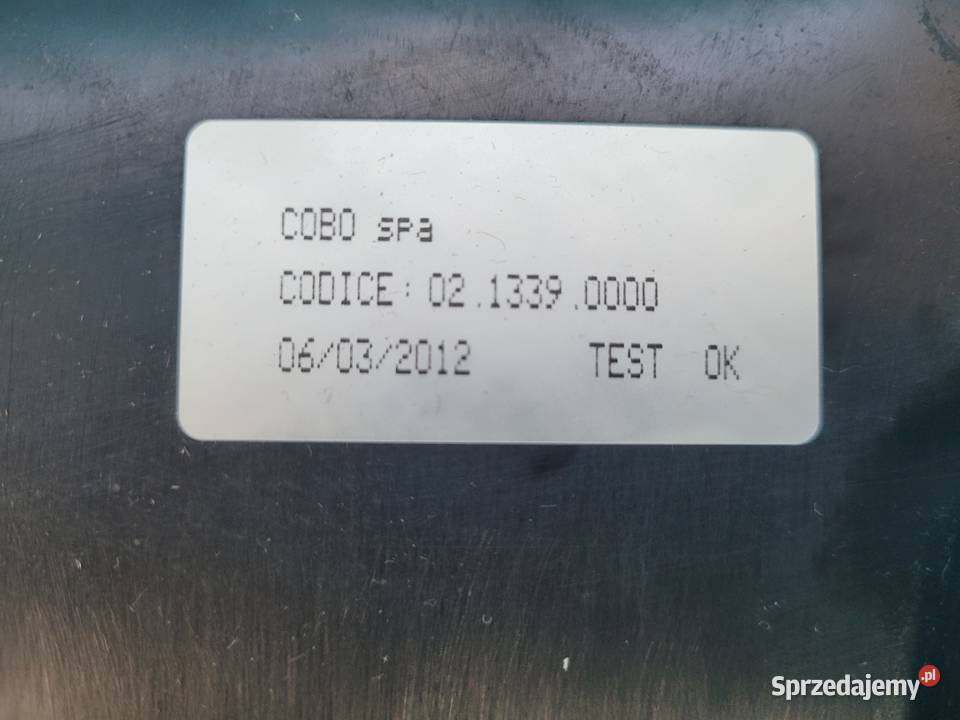 COBO spa
CODICE: 02.1339.0000
06/03/2012 TEST OK
Sprzedajemy.pl